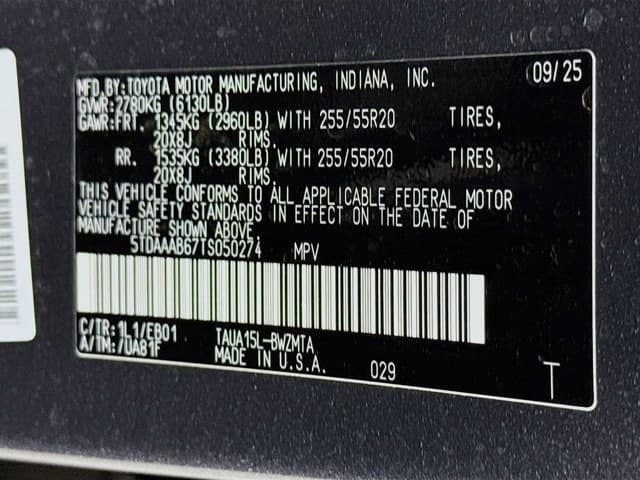 MFD.BY:TOYOTA MOTOR MANUFACTURING, INDIANA, INC. 09/25
GVWR:2780KG (6130LB)
GAWR:FRT. 1345KG (2960LB) WITH 255/55R20 TIRES,
20X8J RIMS.
RR. 1535KG (3380LB) WITH 255/55R20 TIRES,
20X8J RIMS.
THIS VEHICLE CONFORMS TO ALL APPLICABLE FEDERAL MOTOR
VEHICLE SAFETY STANDARDS IN EFFECT ON THE DATE OF
MANUFACTURE SHOWN ABOVE.
5TDAAAB67TS050274 MPV
C/TR:1L1/EB01 TAUA15L-BWZMTA
A/TM:/UA81F MADE IN U.S.A. 029 T